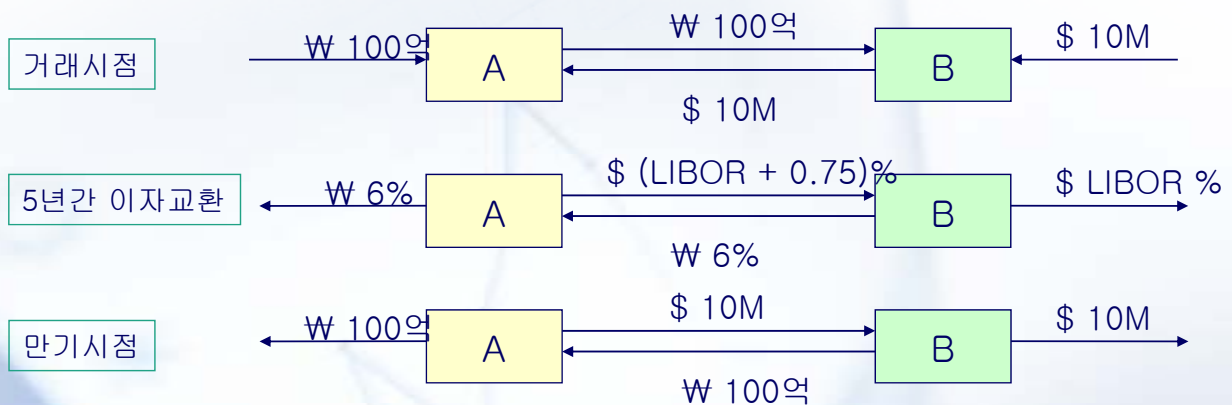 거래시점
₩ 100억
A
₩ 100억
$ 10M
B
$ 10M
5년간 이자교환
₩ 6%
A
$ (LIBOR + 0.75)%
₩ 6%
B
$ LIBOR %
만기시점
₩ 100억
A
$ 10M
₩ 100억
B
$ 10M